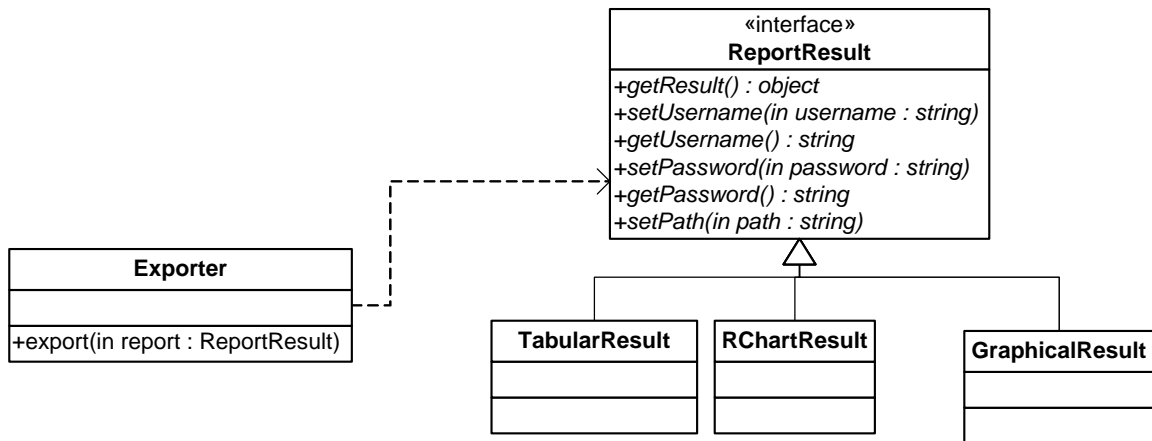 «interface»
ReportResult
+getResult() : object
+setUsername(in username : string)
+getUsername() : string
+setPassword(in password : string)
+getPassword() : string
+setPath(in path : string)
Exporter
+export(in report : ReportResult)
TabularResult
RChartResult
GraphicalResult